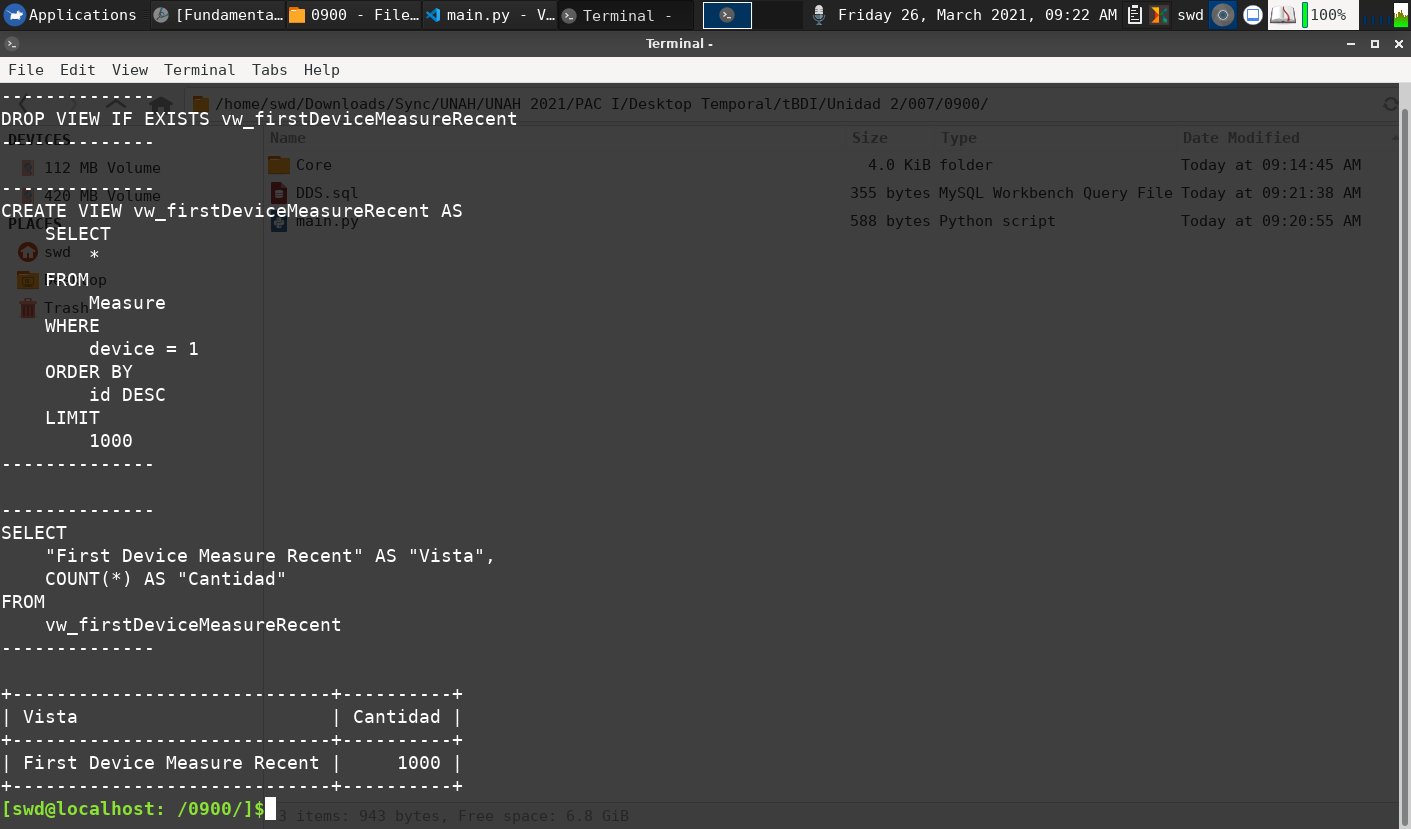 Applications [Fundamenta... 0900 - File... main.py - V... Terminal - Friday 26, March 2021, 09:22 AM swd 100%
Terminal -
File Edit View Terminal Tabs Help
/home/swd/Downloads/Sync/UNAH/UNAH 2021/PAC I/Desktop Temporal/tBDI/Unidad 2/007/0900/
--------------
DROP VIEW IF EXISTS vw_firstDeviceMeasureRecent
--------------
DEVICES
Name Size Type Date Modified
112 MB Volume
Core 4.0 KiB folder Today at 09:14:45 AM
420 MB Volume
DDS.sql 355 bytes MySQL Workbench Query File Today at 09:21:38 AM
PLACES
main.py 588 bytes Python script Today at 09:20:55 AM
swd
Trash
--------------
CREATE VIEW vw_firstDeviceMeasureRecent AS
    SELECT
        *
    FROM
        Measure
    WHERE
        device = 1
    ORDER BY
        id DESC
    LIMIT
        1000
--------------
--------------
SELECT
    "First Device Measure Recent" AS "Vista",
    COUNT(*) AS "Cantidad"
FROM
    vw_firstDeviceMeasureRecent
--------------
+-----------------------------+----------+
| Vista                       | Cantidad |
+-----------------------------+----------+
| First Device Measure Recent |     1000 |
+-----------------------------+----------+
[swd@localhost: /0900/]$
3 items: 943 bytes, Free space: 6.8 GiB